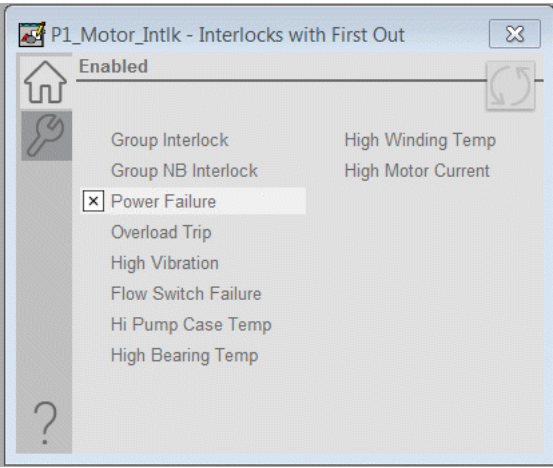 P1_Motor_Intlk - Interlocks with First Out
Enabled
Group Interlock
Group NB Interlock
Power Failure
Overload Trip
High Vibration
Flow Switch Failure
Hi Pump Case Temp
High Bearing Temp
High Winding Temp
High Motor Current
?